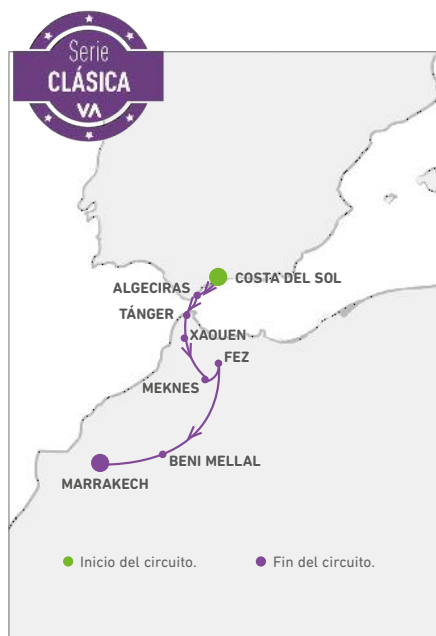 Serie
CLÁSICA
VA
COSTA DEL SOL
ALGECIRAS
TÁNGER
XAOUEN
FEZ
MEKNES
BENI MELLAL
MARRAKECH
Inicio del circuito.
Fin del circuito.